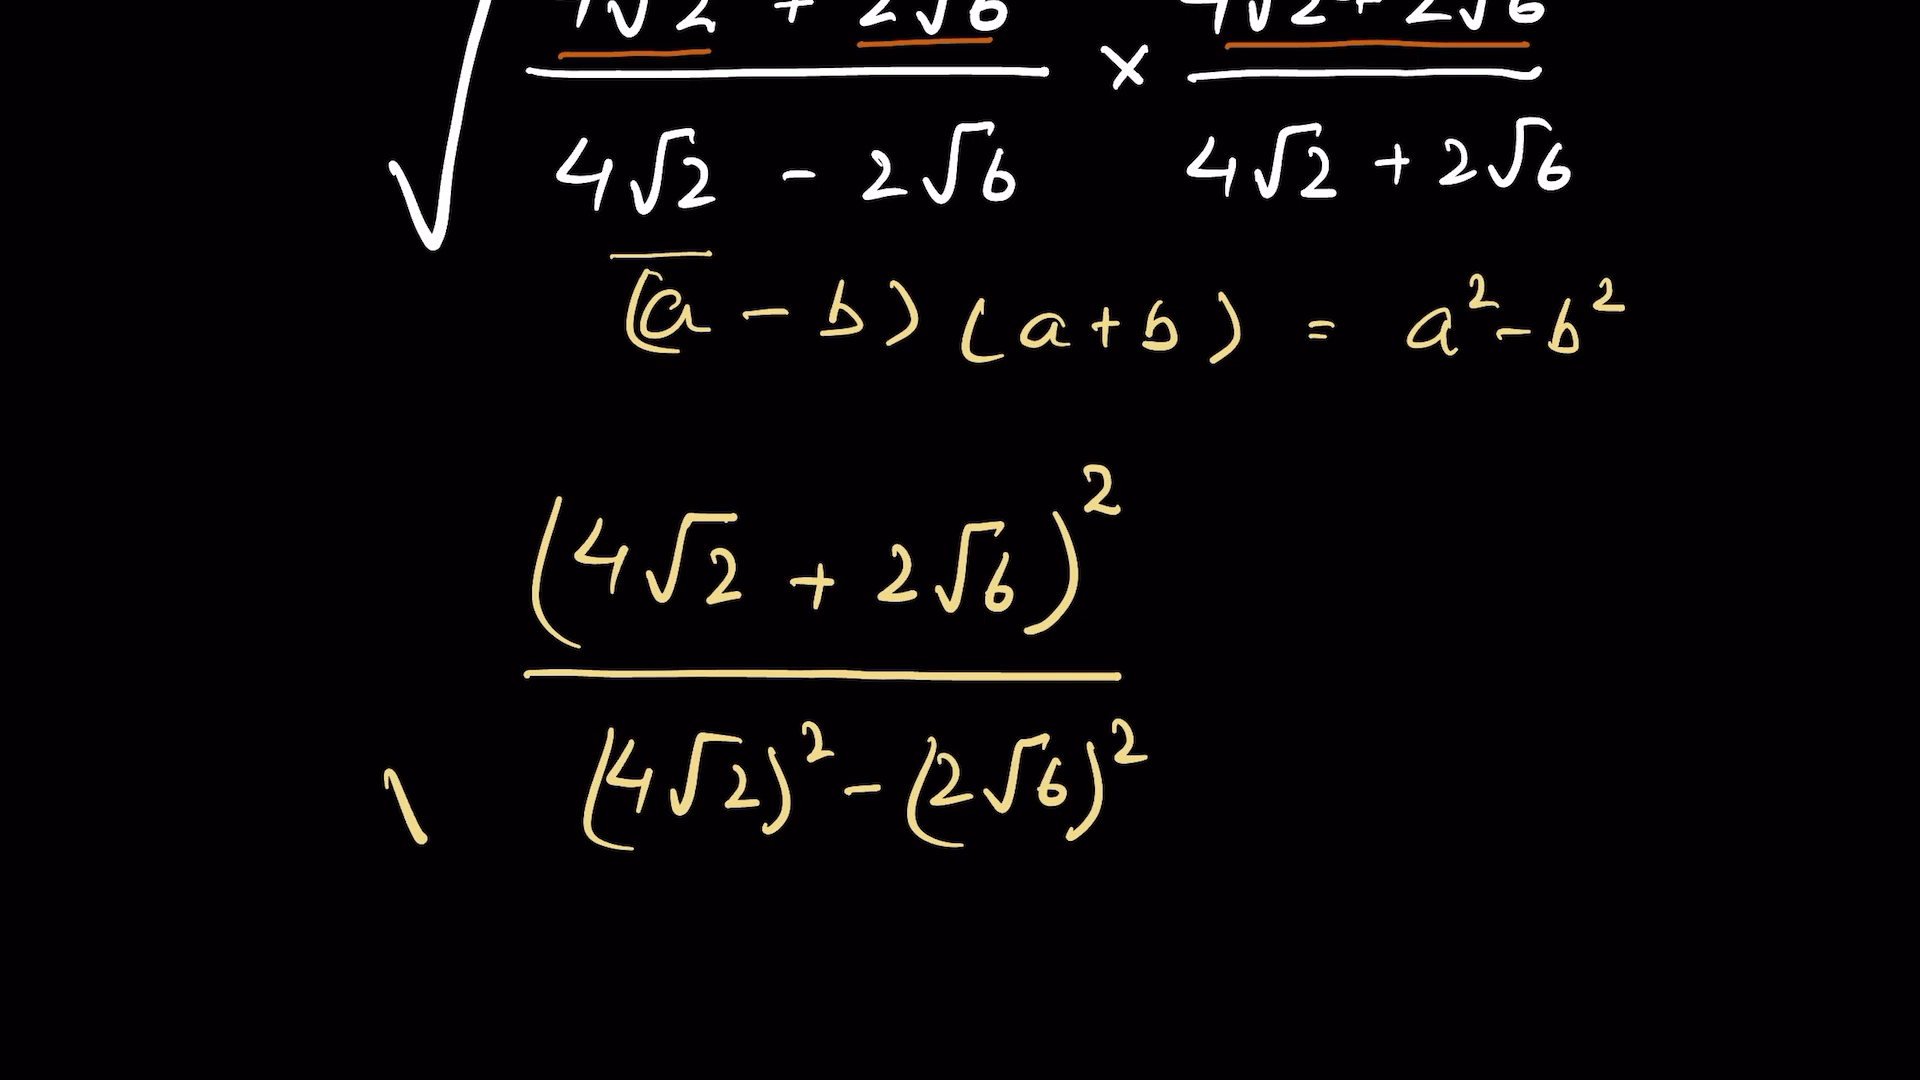 √ 4√2 + 2√6 / 4√2 - 2√6 × 4√2 + 2√6 / 4√2 + 2√6
(a - b) (a + b) = a² - b²
(4√2 + 2√6)²
(4√2)² - (2√6)²